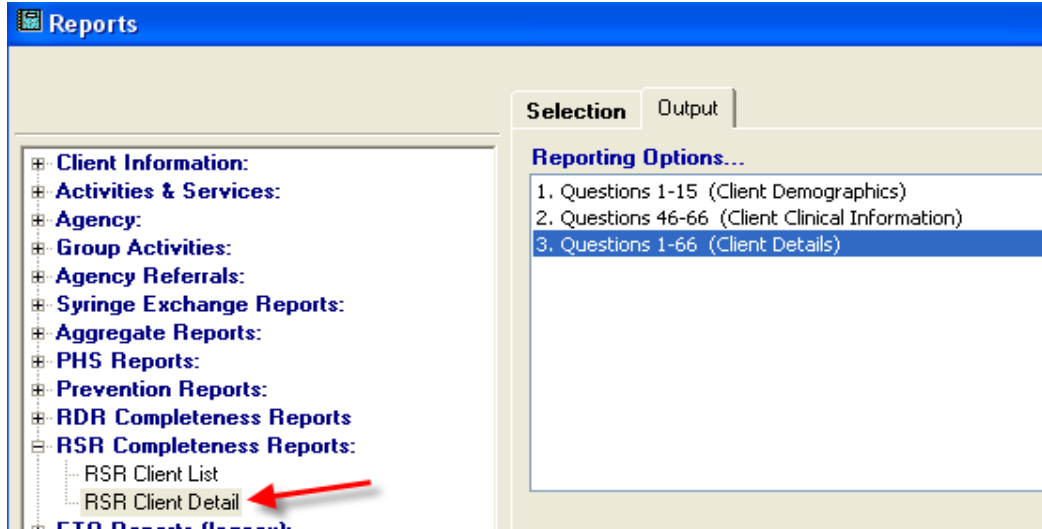 Reports
Selection Output
Client Information:
Activities & Services:
Agency:
Group Activities:
Agency Referrals:
Syringe Exchange Reports:
Aggregate Reports:
PHS Reports:
Prevention Reports:
RDR Completeness Reports
RSR Completeness Reports:
RSR Client List
RSR Client Detail
Reporting Options...
1. Questions 1-15 (Client Demographics)
2. Questions 46-66 (Client Clinical Information)
3. Questions 1-66 (Client Details)